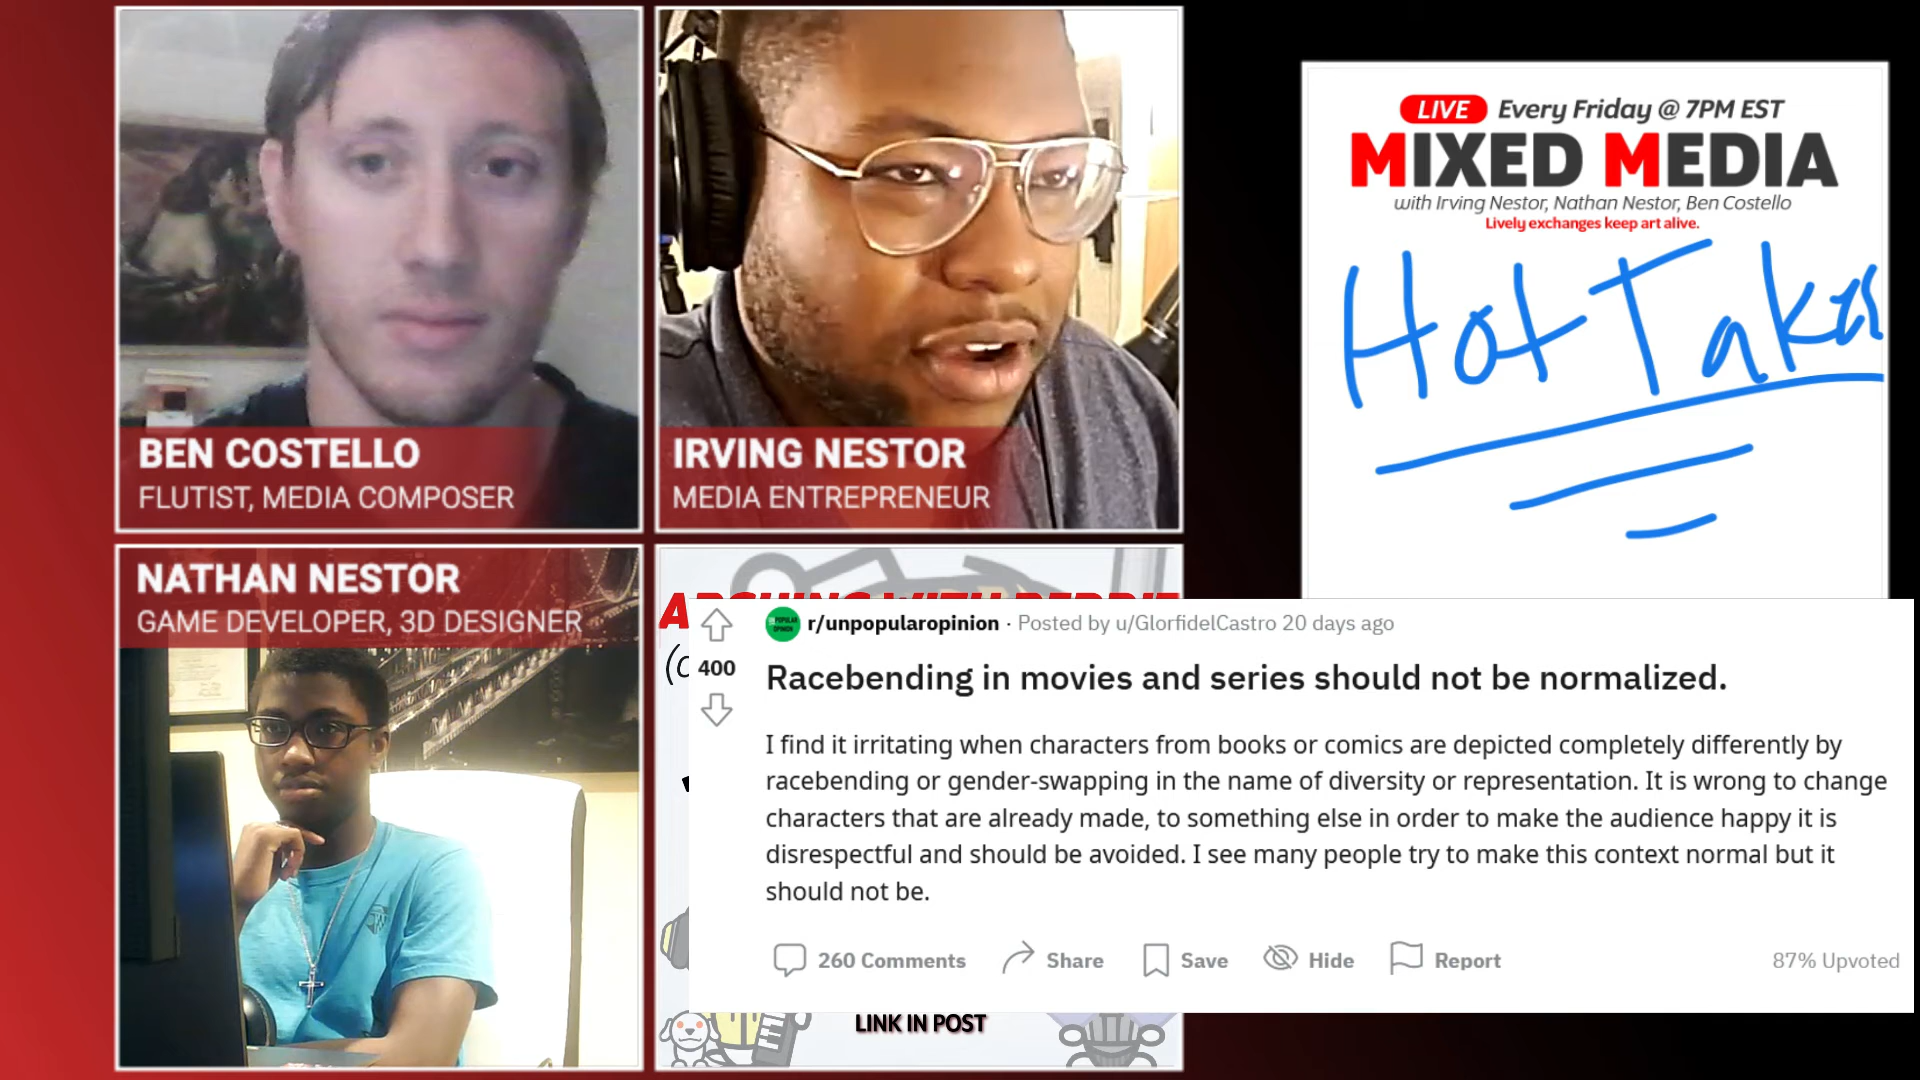 BEN COSTELLO
FLUTIST, MEDIA COMPOSER
IRVING NESTOR
MEDIA ENTREPRENEUR
LIVE Every Friday @ 7PM EST
MIXED MEDIA
with Irving Nestor, Nathan Nestor, Ben Costello
Lively exchanges keep art alive.
Hot Takes
NATHAN NESTOR
GAME DEVELOPER, 3D DESIGNER
r/unpopularopinion · Posted by u/GlorfidelCastro 20 days ago
400
Racebending in movies and series should not be normalized.
I find it irritating when characters from books or comics are depicted completely differently by
racebending or gender-swapping in the name of diversity or representation. It is wrong to change
characters that are already made, to something else in order to make the audience happy it is
disrespectful and should be avoided. I see many people try to make this context normal but it
should not be.
260 Comments Share Save Hide Report 87% Upvoted
LINK IN POST